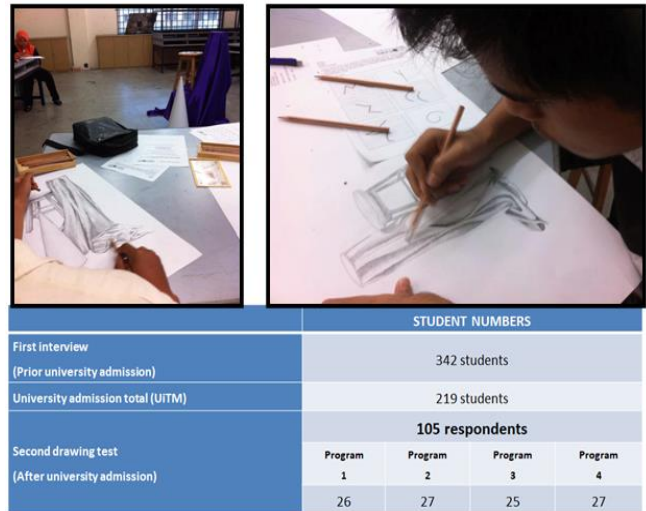 STUDENT NUMBERS
First interview
(Prior university admission)
342 students
University admission total (UiTM)
219 students
Second drawing test
(After university admission)
105 respondents
Program 1
Program 2
Program 3
Program 4
26 27 25 27